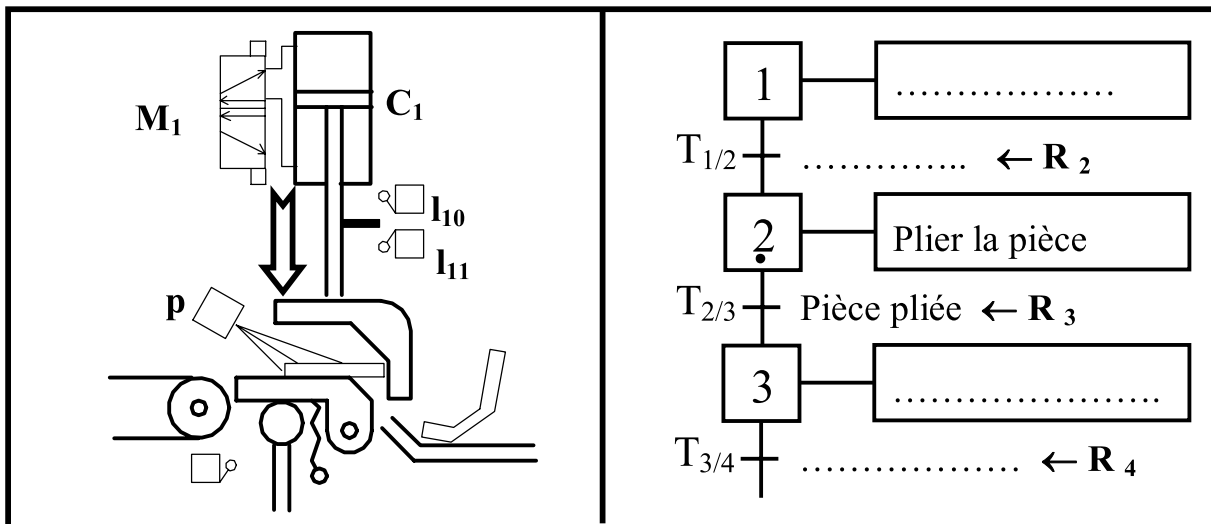 M₁
C₁
l₁₀
l₁₁
p
1
………………
T₁/₂ ………….. ← R ₂
2
Plier la pièce
T₂/₃ Pièce pliée ← R ₃
3
………………….
T₃/₄ ……………… ← R ₄